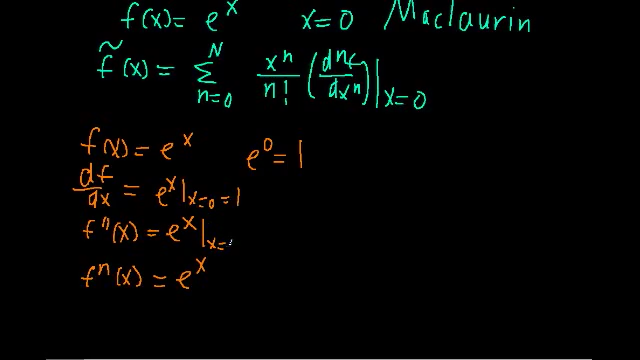 f(x) = e^x x=0 Maclaurin
f̃(x) = Σ_{n=0}^{N} x^n/n! (d^n f/dx^n)|_{x=0}
f(x) = e^x e^0 = 1
df/dx = e^x|_{x=0} = 1
f^n(x) = e^x|_{x=
f^n(x) = e^x